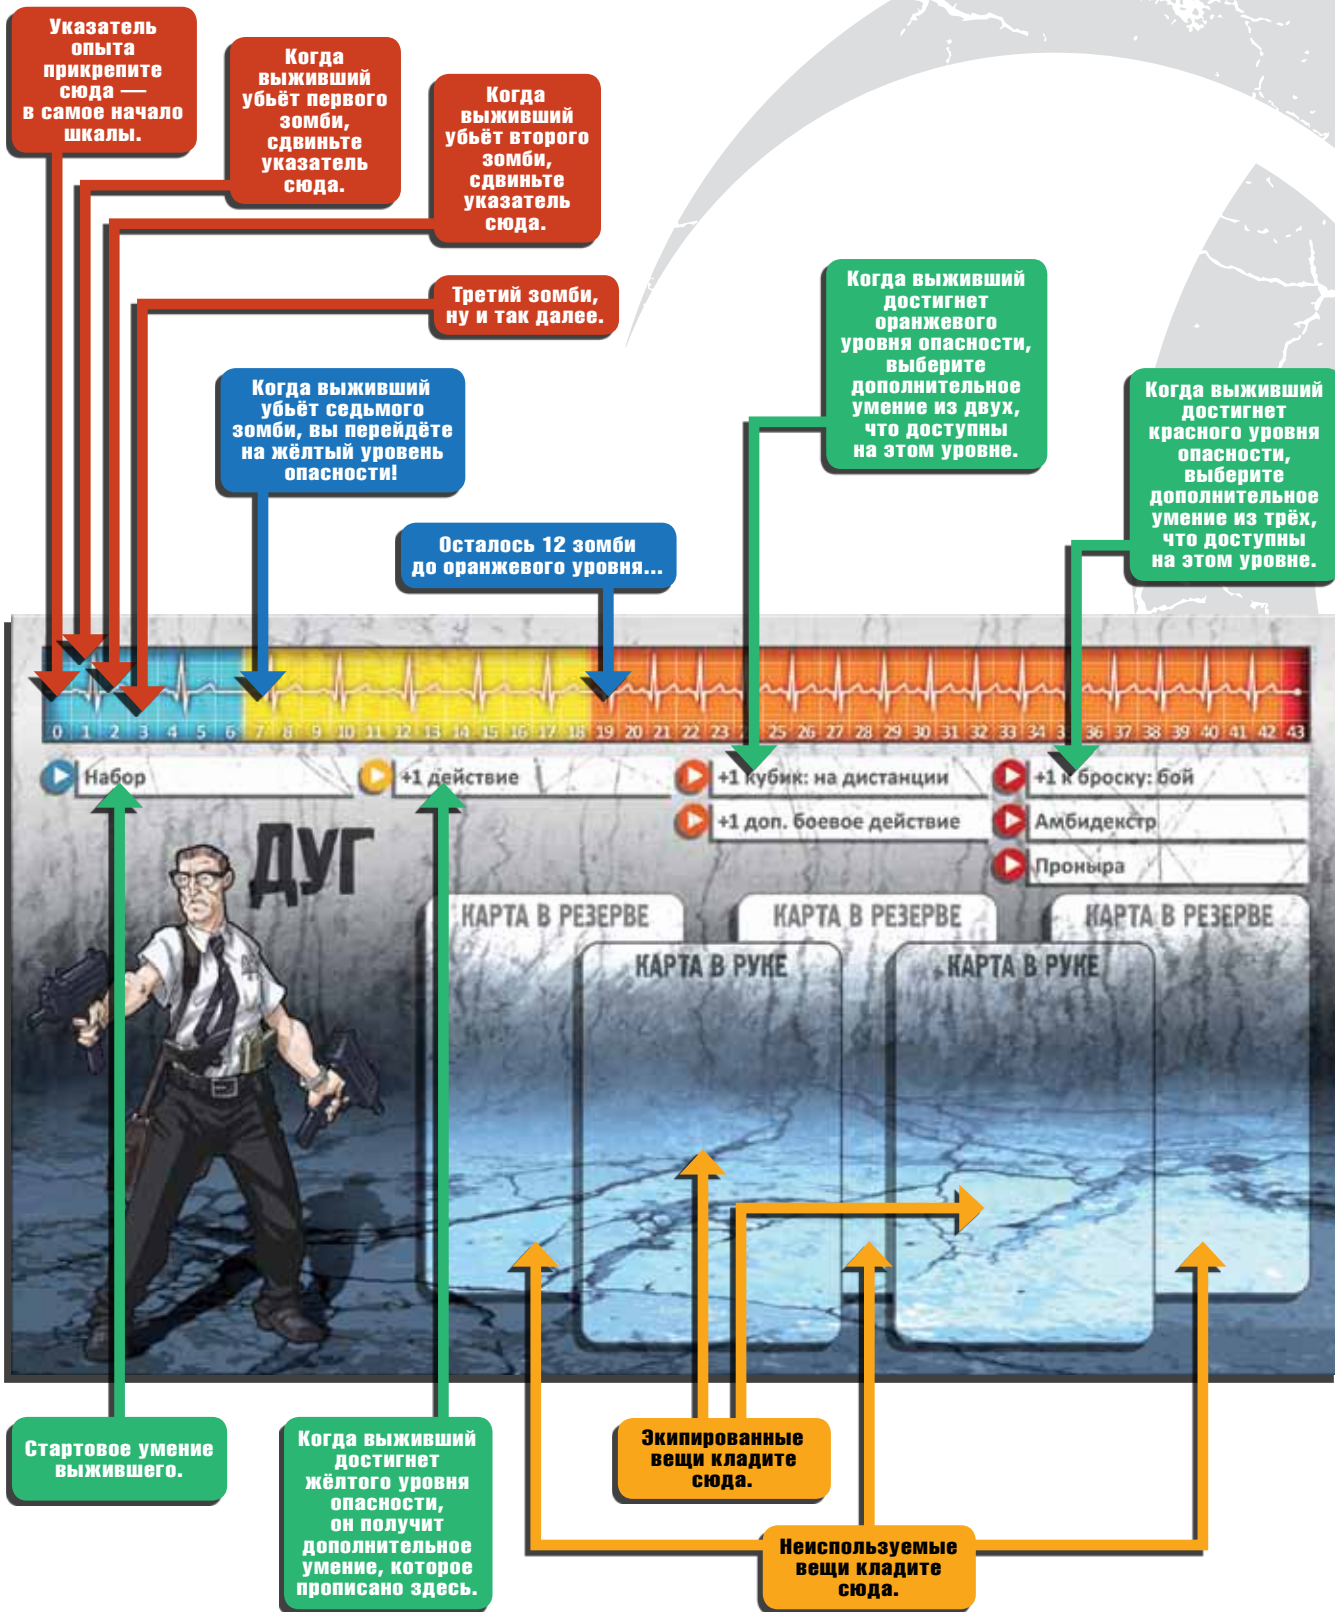 Указатель
опыта
прикрепите
сюда —
в самое начало
шкалы.
Когда
выживший
убьёт первого
зомби,
сдвиньте
указатель
сюда.
Когда
выживший
убьёт второго
зомби,
сдвиньте
указатель
сюда.
Третий зомби,
ну и так далее.
Когда выживший
убьёт седьмого
зомби, вы перейдёте
на жёлтый уровень
опасности!
Осталось 12 зомби
до оранжевого уровня...
Когда выживший
достигнет
оранжевого
уровня опасности,
выберите
дополнительное
умение из двух,
что доступны
на этом уровне.
Когда выживший
достигнет
красного уровня
опасности,
выберите
дополнительное
умение из трёх,
что доступны
на этом уровне.
0 1 2 3 4 5 6 7 8 9 10 11 12 13 14 15 16 17 18 19 20 21 22 23 25 26 27 28 29 30 31 32 33 34 36 37 38 39 40 41 42 43
Набор
+1 действие
+1 кубик: на дистанции
+1 доп. боевое действие
+1 к броску: бой
Амбидекстр
Проныра
ДУГ
КАРТА В РЕЗЕРВЕ
КАРТА В РЕЗЕРВЕ
КАРТА В РЕЗЕРВЕ
КАРТА В РУКЕ
КАРТА В РУКЕ
Стартовое умение
выжившего.
Когда выживший
достигнет
жёлтого уровня
опасности,
он получит
дополнительное
умение, которое
прописано здесь.
Экипированные
вещи кладите
сюда.
Неиспользуемые
вещи кладите
сюда.